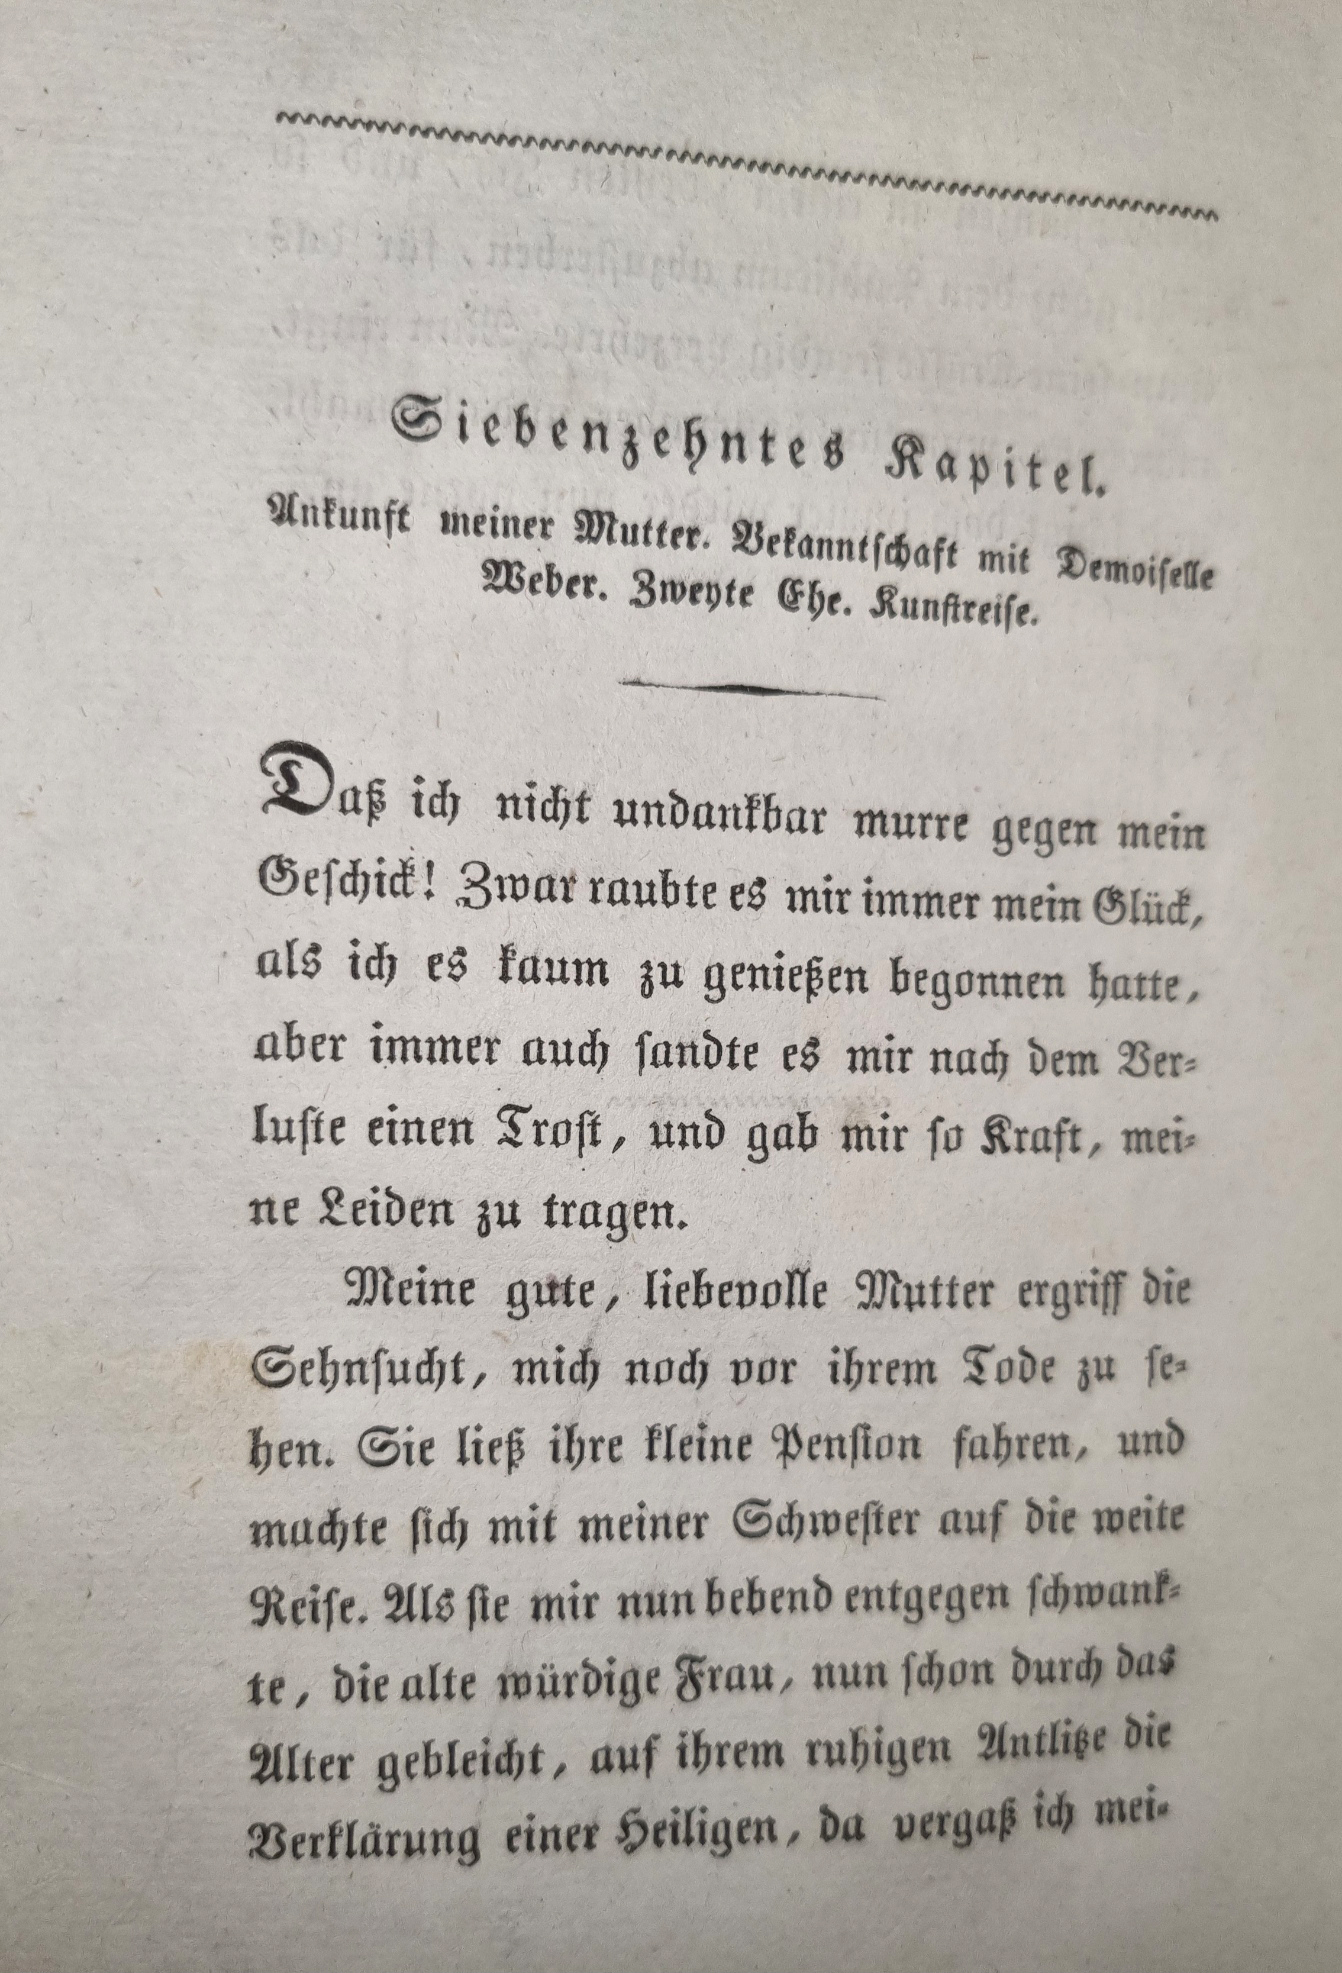 Siebenzehntes Kapitel.
Ankunft meiner Mutter. Bekanntschaft mit Demoiselle
Weber. Zweyte Ehe. Kunstreise.
Daß ich nicht undankbar murre gegen mein
Geschick! Zwar raubte es mir immer mein Glück,
als ich es kaum zu genießen begonnen hatte,
aber immer auch sandte es mir nach dem Ver-
luste einen Trost, und gab mir so Kraft, mei-
ne Leiden zu tragen.
Meine gute, liebevolle Mutter ergriff die
Sehnsucht, mich noch vor ihrem Tode zu se-
hen. Sie ließ ihre kleine Pension fahren, und
machte sich mit meiner Schwester auf die weite
Reise. Als sie mir nun bebend entgegen schwank-
te, die alte würdige Frau, nun schon durch das
Alter gebleicht, auf ihrem ruhigen Antlitze die
Verklärung einer Heiligen, da vergaß ich mei-